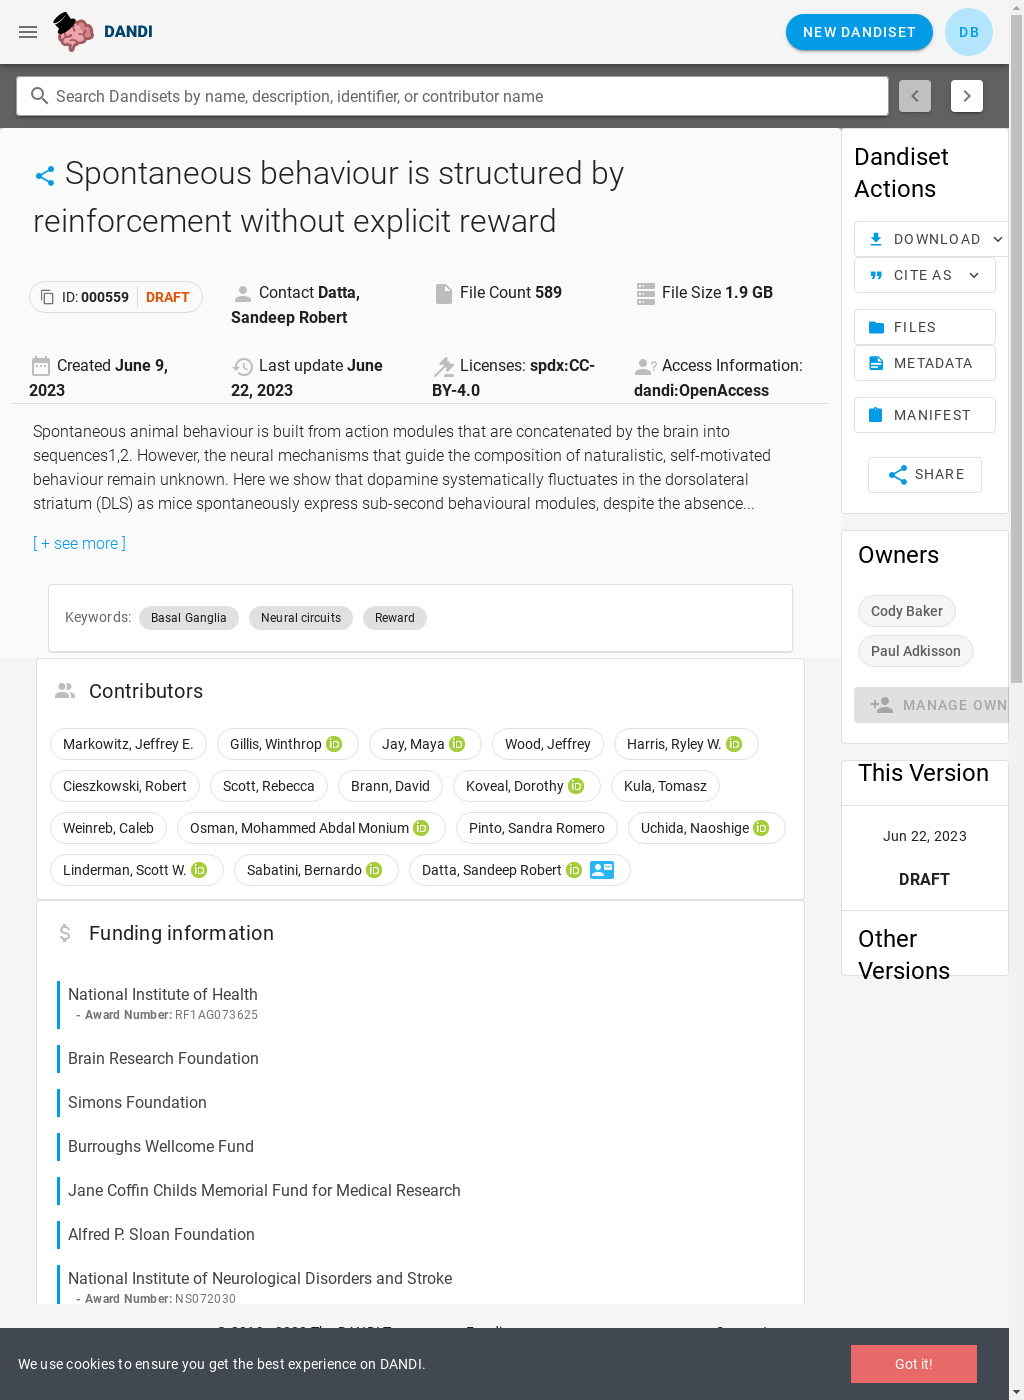 DANDI
NEW DANDISET
DB
Search Dandisets by name, description, identifier, or contributor name
Spontaneous behaviour is structured by
reinforcement without explicit reward
ID: 000559 DRAFT
Contact Datta,
Sandeep Robert
File Count 589
File Size 1.9 GB
Created June 9,
2023
Last update June
22, 2023
Licenses: spdx:CC-
BY-4.0
Access Information:
dandi:OpenAccess
Spontaneous animal behaviour is built from action modules that are concatenated by the brain into
sequences1,2. However, the neural mechanisms that guide the composition of naturalistic, self-motivated
behaviour remain unknown. Here we show that dopamine systematically fluctuates in the dorsolateral
striatum (DLS) as mice spontaneously express sub-second behavioural modules, despite the absence...
[ + see more ]
Keywords: Basal Ganglia Neural circuits Reward
Contributors
Markowitz, Jeffrey E. Gillis, Winthrop iD Jay, Maya iD Wood, Jeffrey Harris, Ryley W. iD
Cieszkowski, Robert Scott, Rebecca Brann, David Koveal, Dorothy iD Kula, Tomasz
Weinreb, Caleb Osman, Mohammed Abdal Monium iD Pinto, Sandra Romero Uchida, Naoshige iD
Linderman, Scott W. iD Sabatini, Bernardo iD Datta, Sandeep Robert iD
Funding information
National Institute of Health
- Award Number: RF1AG073625
Brain Research Foundation
Simons Foundation
Burroughs Wellcome Fund
Jane Coffin Childs Memorial Fund for Medical Research
Alfred P. Sloan Foundation
National Institute of Neurological Disorders and Stroke
- Award Number: NS072030
Dandiset
Actions
DOWNLOAD
CITE AS
FILES
METADATA
MANIFEST
SHARE
Owners
Cody Baker
Paul Adkisson
MANAGE OWN
This Version
Jun 22, 2023
DRAFT
Other
Versions
We use cookies to ensure you get the best experience on DANDI.
Got it!